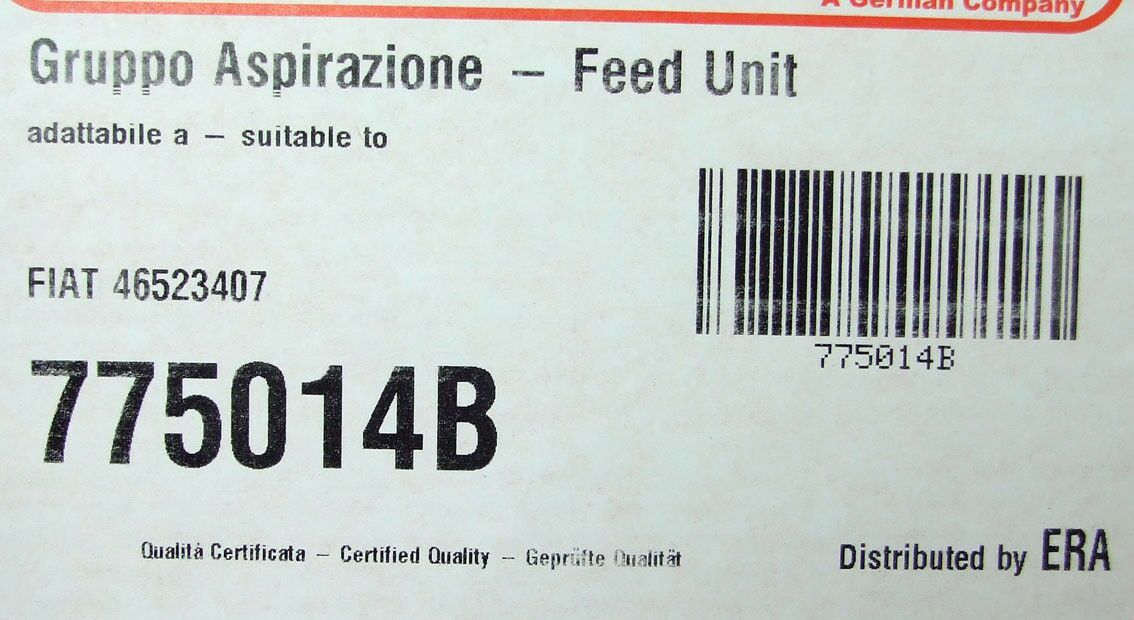 A German Company
Gruppo Aspirazione – Feed Unit
adattabile a – suitable to
FIAT 46523407
775014B
775014B
Qualità Certificata – Certified Quality – Geprüfte Qualität
Distributed by ERA